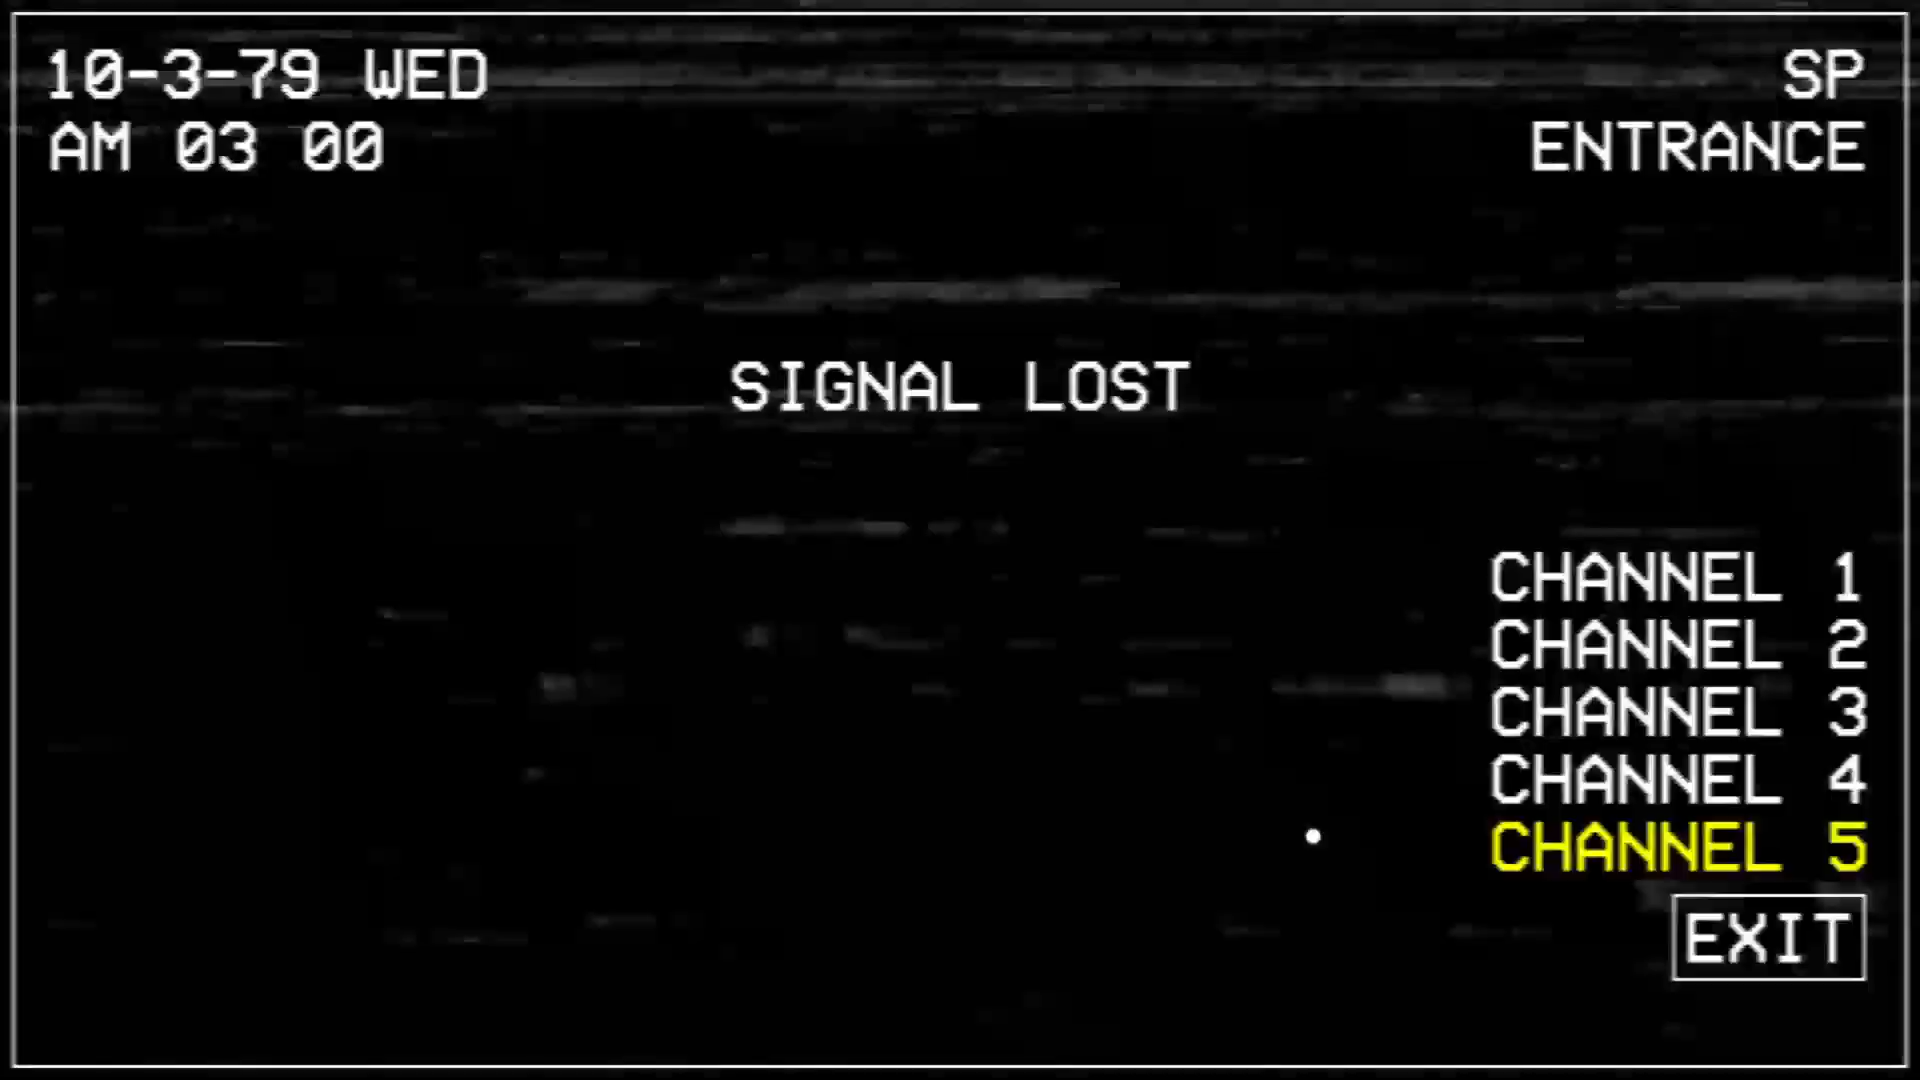 10-3-79 WED
AM 03 00
SP
ENTRANCE
SIGNAL LOST
CHANNEL 1
CHANNEL 2
CHANNEL 3
CHANNEL 4
CHANNEL 5
EXIT